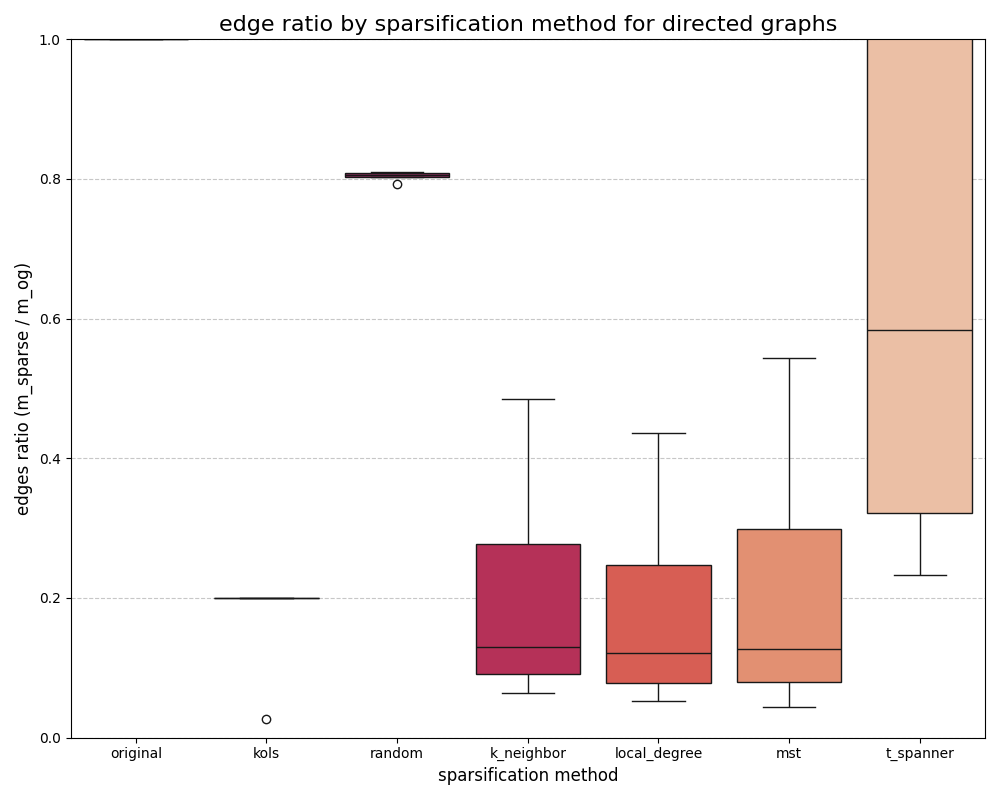 edge ratio by sparsification method for directed graphs
edges ratio (m_sparse / m_og)
1.0
0.8
0.6
0.4
0.2
0.0
original kols random k_neighbor local_degree mst t_spanner
sparsification method